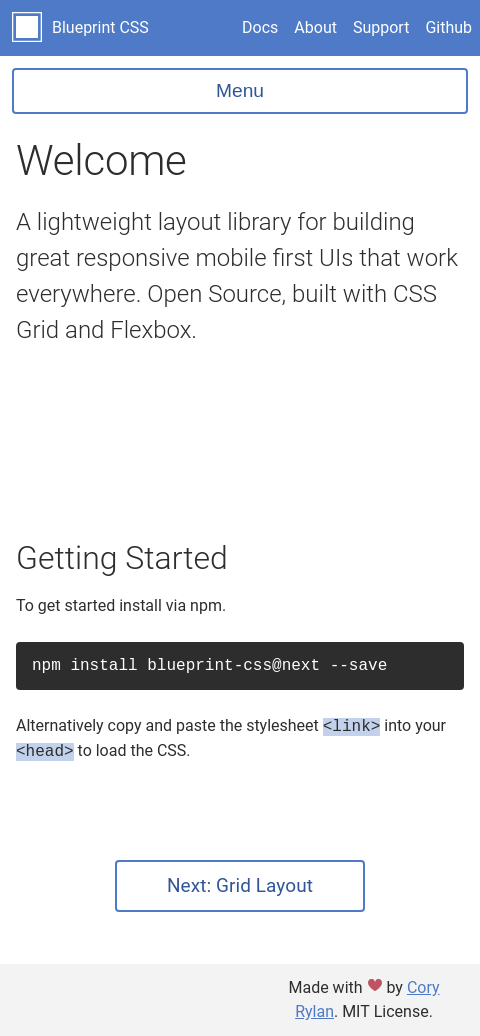 Blueprint CSS
Docs About Support Github
Menu
Welcome
A lightweight layout library for building
great responsive mobile first UIs that work
everywhere. Open Source, built with CSS
Grid and Flexbox.
Getting Started
To get started install via npm.
npm install blueprint-css@next --save
Alternatively copy and paste the stylesheet <link> into your
<head> to load the CSS.
Next: Grid Layout
Made with ❤ by Cory
Rylan. MIT License.